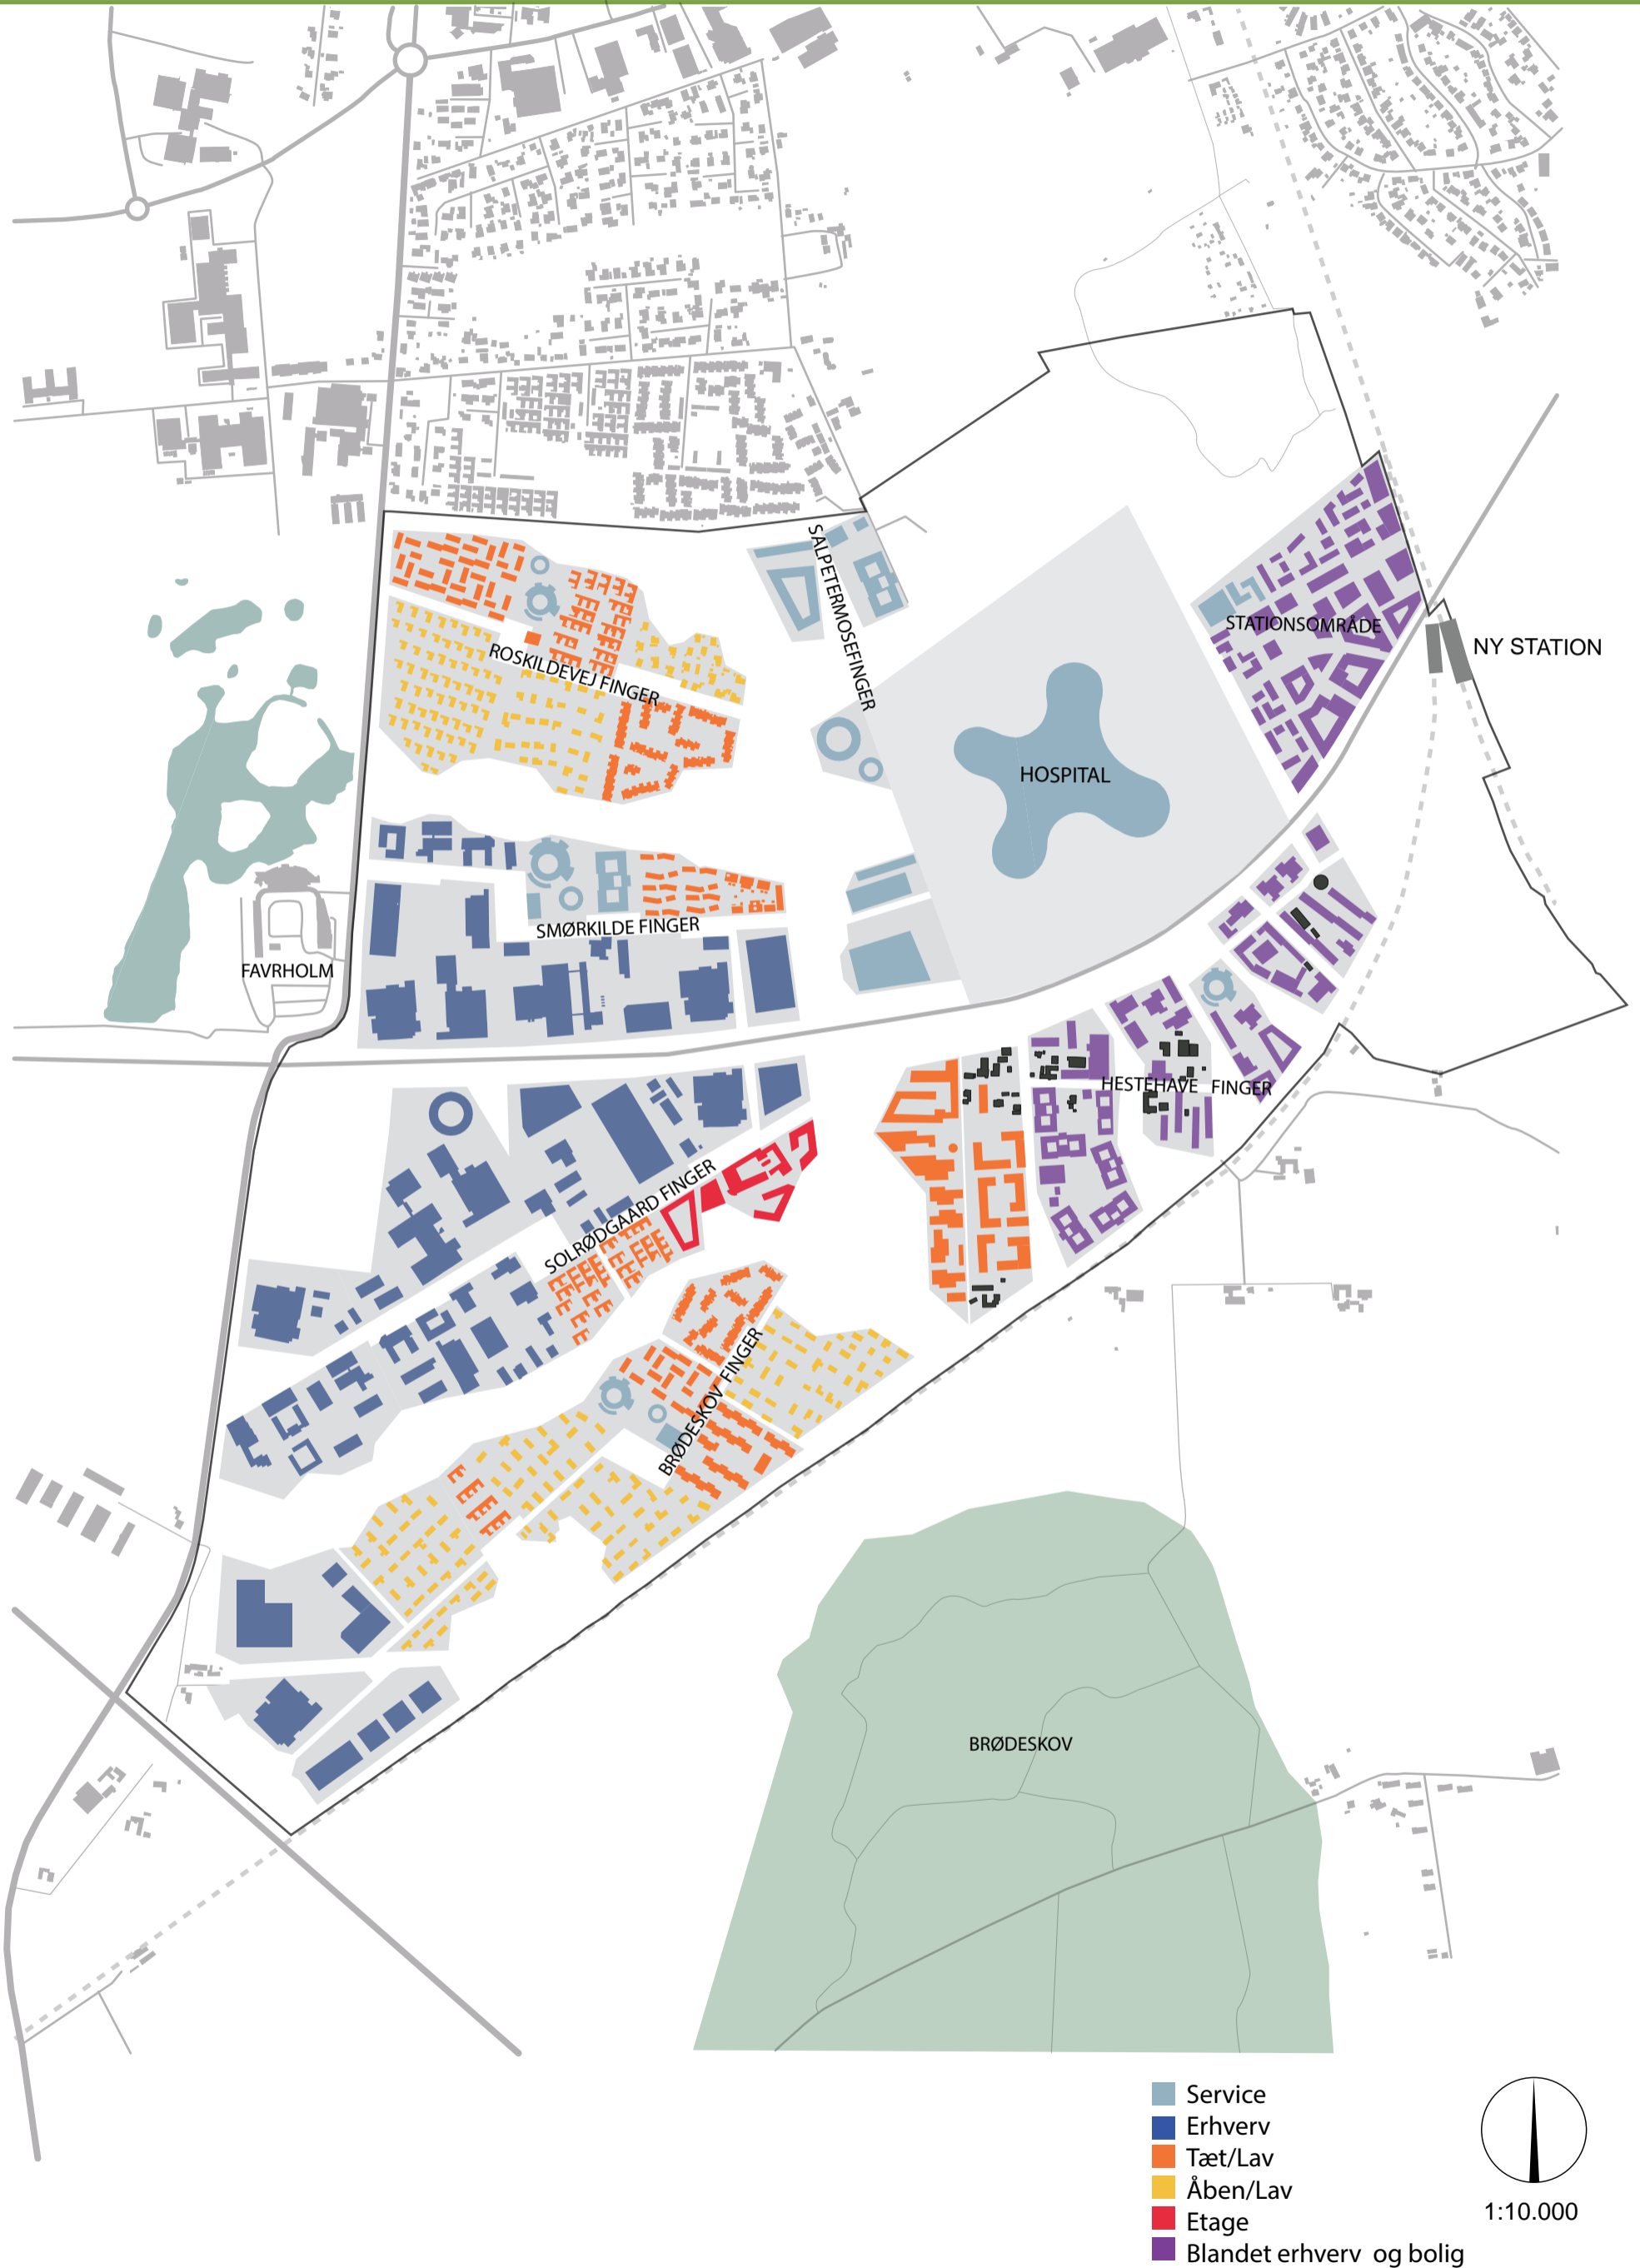 SALPETERMOSEFINGER
STATIONSOMRÅDE
NY STATION
ROSKILDEVEJ FINGER
HOSPITAL
SMØRKILDE FINGER
FAVRHOLM
HESTEHAVE FINGER
SOLRØDGAARD FINGER
BRØDESKOV FINGER
BRØDESKOV
Service
Erhverv
Tæt/Lav
Åben/Lav
Etage
Blandet erhverv og bolig
1:10.000